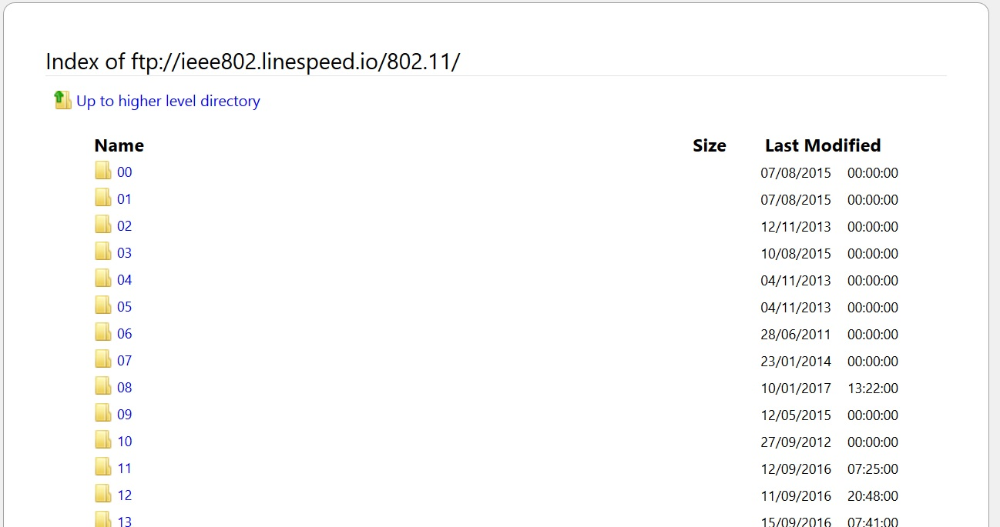 Index of ftp://ieee802.linespeed.io/802.11/
Up to higher level directory
Name Size Last Modified
00 07/08/2015 00:00:00
01 07/08/2015 00:00:00
02 12/11/2013 00:00:00
03 10/08/2015 00:00:00
04 04/11/2013 00:00:00
05 04/11/2013 00:00:00
06 28/06/2011 00:00:00
07 23/01/2014 00:00:00
08 10/01/2017 13:22:00
09 12/05/2015 00:00:00
10 27/09/2012 00:00:00
11 12/09/2016 07:25:00
12 11/09/2016 20:48:00
13 15/09/2016 07:41:00